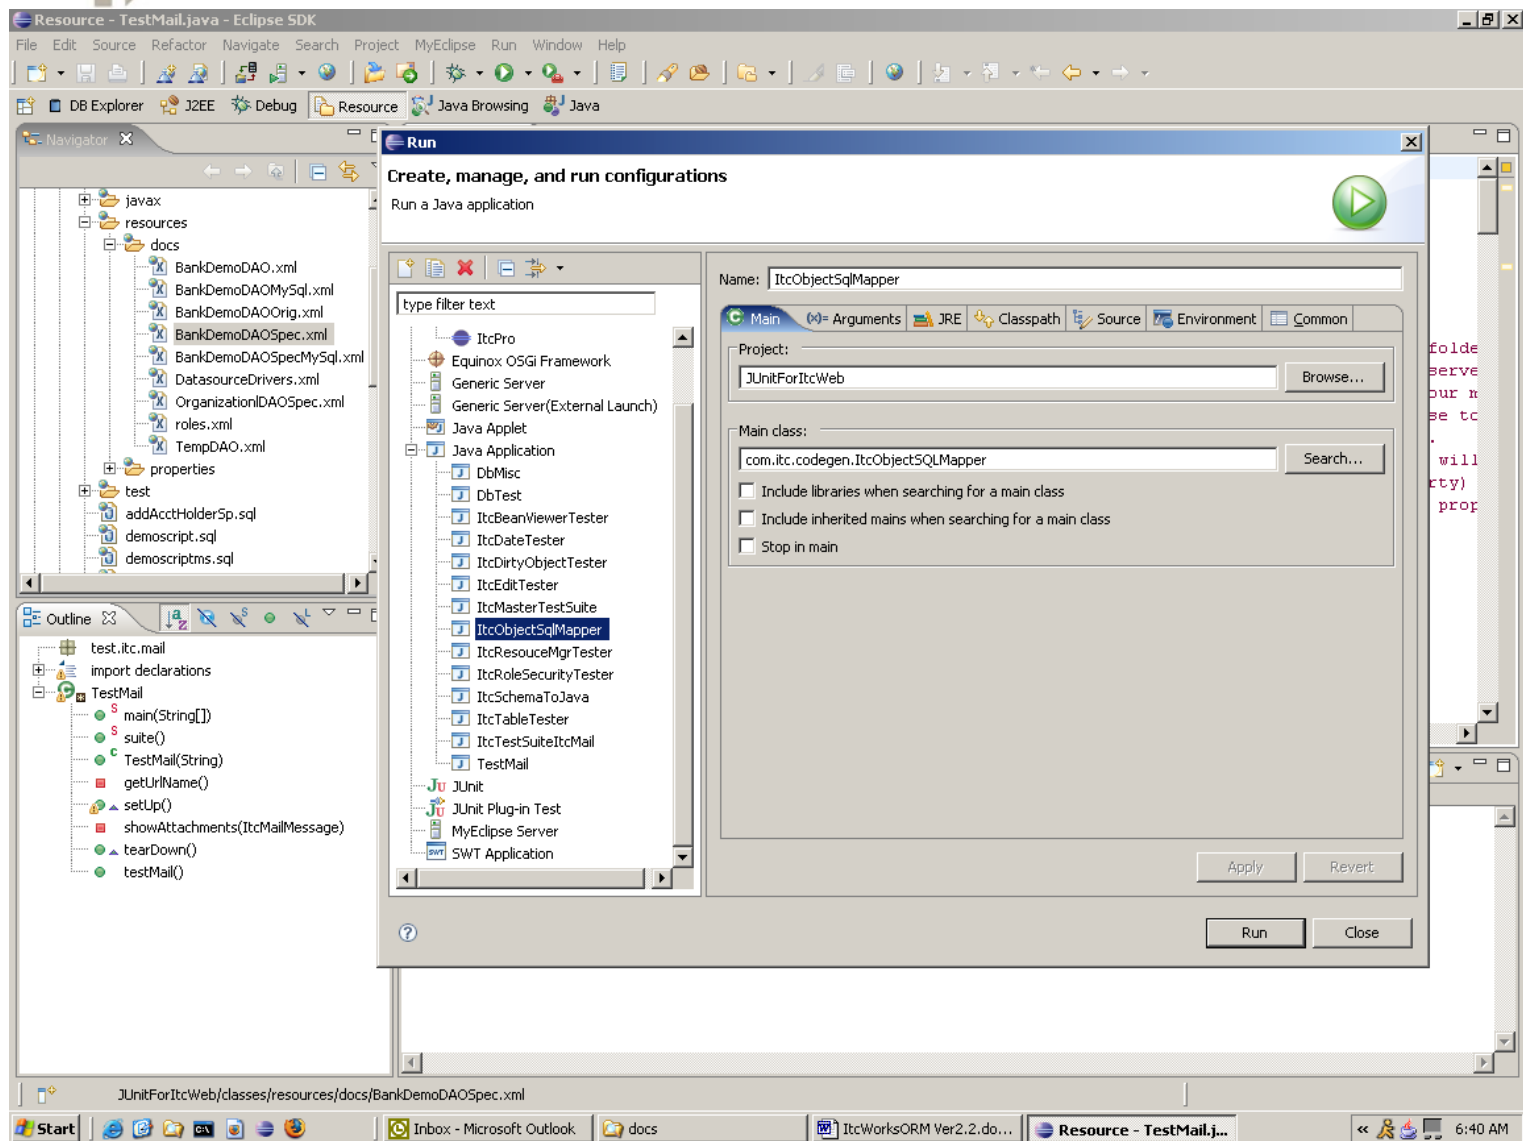 Resource - TestMail.java - Eclipse SDK
File Edit Source Refactor Navigate Search Project MyEclipse Run Window Help
DB Explorer J2EE Debug Resource Java Browsing Java
Navigator
javax
resources
docs
BankDemoDAO.xml
BankDemoDAOMySql.xml
BankDemoDAOOrig.xml
BankDemoDAOSpec.xml
BankDemoDAOSpecMySql.xml
DatasourceDrivers.xml
OrganizationlDAOSpec.xml
roles.xml
TempDAO.xml
properties
test
addAcctHolderSp.sql
demoscript.sql
demoscriptms.sql
Outline
test.itc.mail
import declarations
TestMail
main(String[])
suite()
TestMail(String)
getUrlName()
setUp()
showAttachments(ItcMailMessage)
tearDown()
testMail()
Run
Create, manage, and run configurations
Run a Java application
type filter text
ItcPro
Equinox OSGi Framework
Generic Server
Generic Server(External Launch)
Java Applet
Java Application
DbMisc
DbTest
ItcBeanViewerTester
ItcDateTester
ItcDirtyObjectTester
ItcEditTester
ItcMasterTestSuite
ItcObjectSqlMapper
ItcResouceMgrTester
ItcRoleSecurityTester
ItcSchemaToJava
ItcTableTester
ItcTestSuiteItcMail
TestMail
JUnit
JUnit Plug-in Test
MyEclipse Server
SWT Application
Name: ItcObjectSqlMapper
Main (x)= Arguments JRE Classpath Source Environment Common
Project:
JUnitForItcWeb Browse...
Main class:
com.itc.codegen.ItcObjectSQLMapper Search...
Include libraries when searching for a main class
Include inherited mains when searching for a main class
Stop in main
Apply Revert
Run Close
folde
serve
our m
se to
.
will
rty)
prop
JUnitForItcWeb/classes/resources/docs/BankDemoDAOSpec.xml
Start Inbox - Microsoft Outlook docs ItcWorksORM Ver2.2.do... Resource - TestMail.j... « 6:40 AM